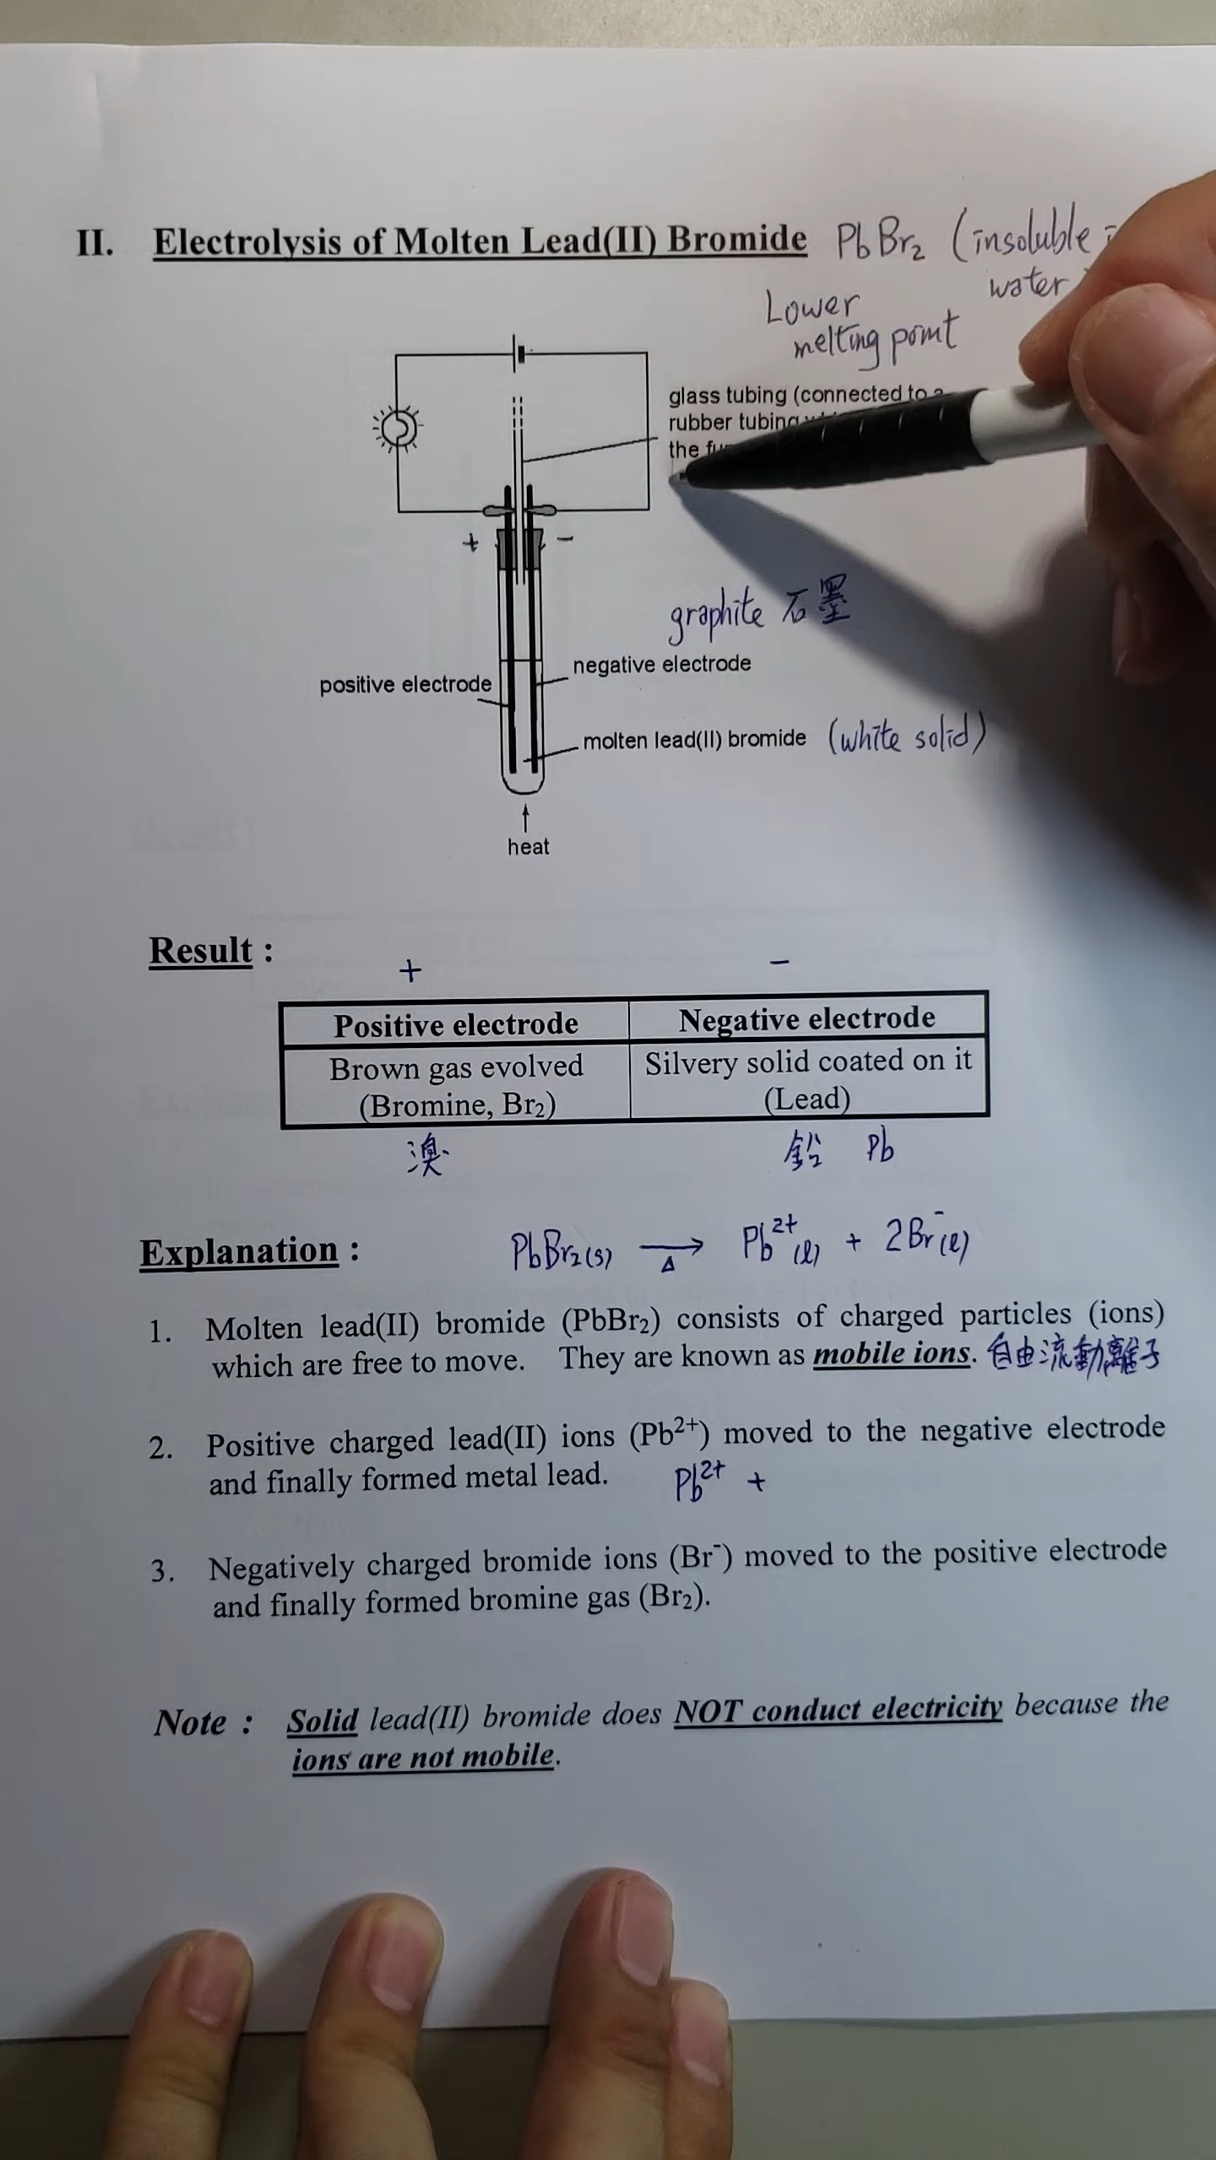 II. Electrolysis of Molten Lead(II) Bromide PbBr₂ (insoluble
water
Lower
melting point
glass tubing (connected to a
rubber tubing
the
+ −
graphite 石墨
negative electrode
positive electrode
molten lead(II) bromide (white solid)
heat
Result :
+ −
Positive electrode Negative electrode
Brown gas evolved Silvery solid coated on it
(Bromine, Br₂) (Lead)
溴 鉛 Pb
Explanation : PbBr₂(s) →Δ Pb²⁺(l) + 2Br⁻(l)
1. Molten lead(II) bromide (PbBr₂) consists of charged particles (ions)
which are free to move. They are known as mobile ions. 自由流動離子
2. Positive charged lead(II) ions (Pb²⁺) moved to the negative electrode
and finally formed metal lead. Pb²⁺ +
3. Negatively charged bromide ions (Br⁻) moved to the positive electrode
and finally formed bromine gas (Br₂).
Note : Solid lead(II) bromide does NOT conduct electricity because the
ions are not mobile.